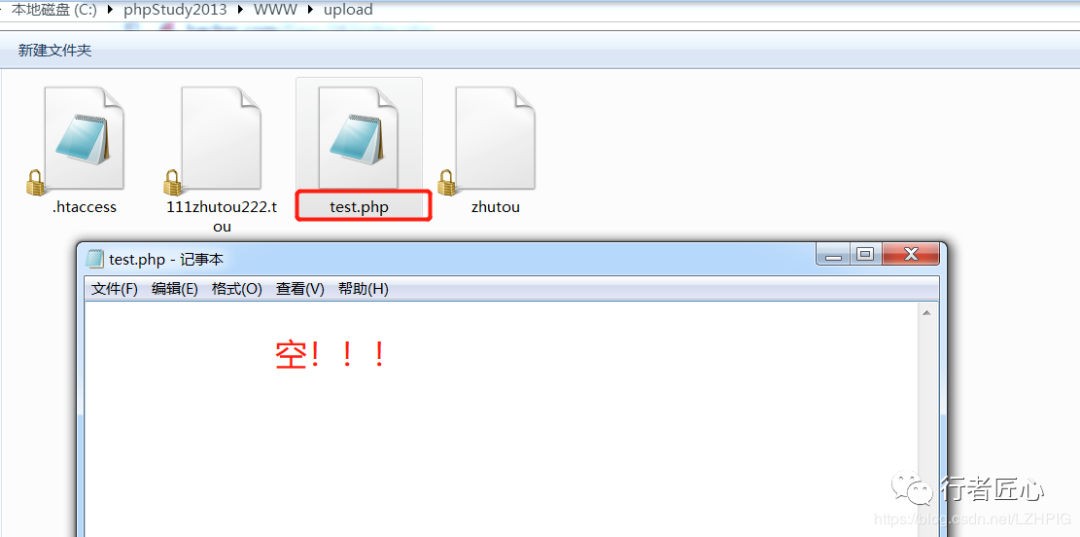 本地磁盘 (C:) ▸ phpStudy2013 ▸ WWW ▸ upload
新建文件夹
.htaccess
111zhutou222.t
ou
test.php
zhutou
test.php - 记事本
文件(F) 编辑(E) 格式(O) 查看(V) 帮助(H)
空！！！
行者匠心
https://blog.csdn.net/LZHPIG